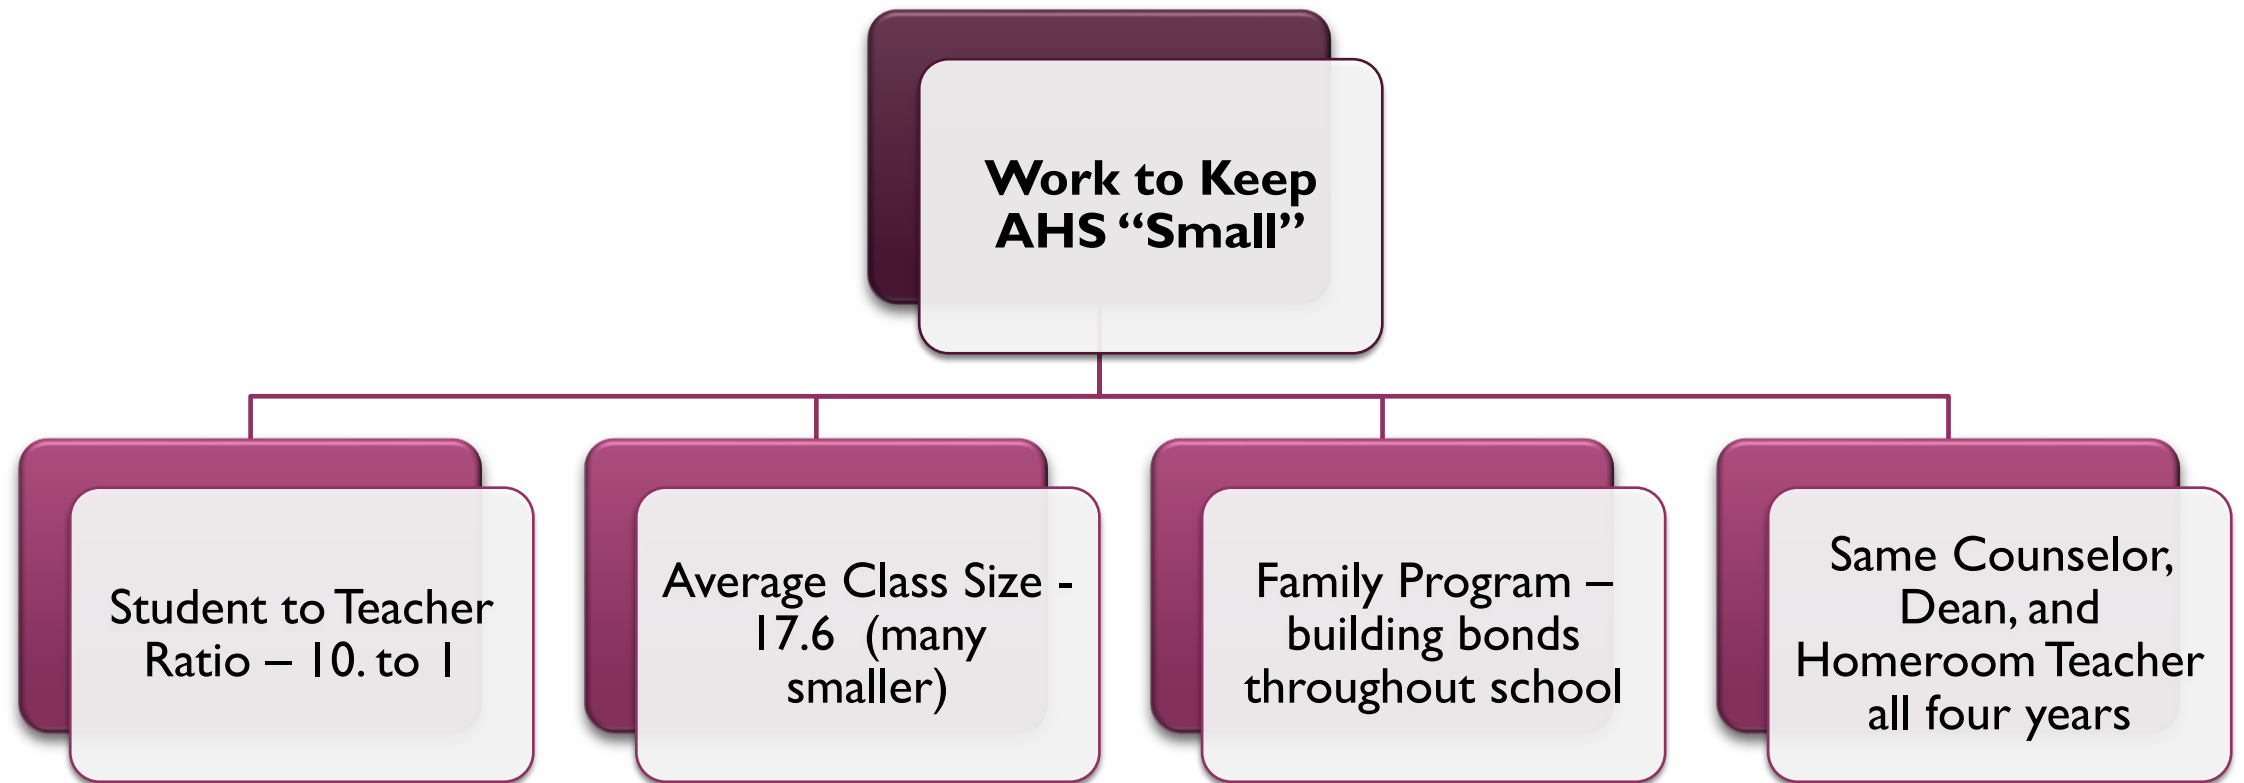 Work to Keep
AHS “Small”
Student to Teacher
Ratio – 10. to 1
Average Class Size -
17.6 (many
smaller)
Family Program –
building bonds
throughout school
Same Counselor,
Dean, and
Homeroom Teacher
all four years